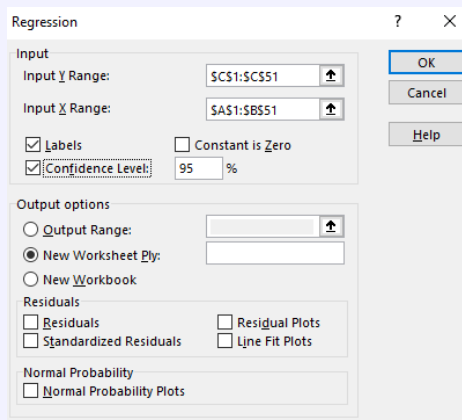 Regression ? X
Input
Input Y Range: $C$1:$C$51
OK
Cancel
Input X Range: $A$1:$B$51
Help
Labels Constant is Zero
Confidence Level: 95 %
Output options
Output Range:
New Worksheet Ply:
New Workbook
Residuals
Residuals Residual Plots
Standardized Residuals Line Fit Plots
Normal Probability
Normal Probability Plots